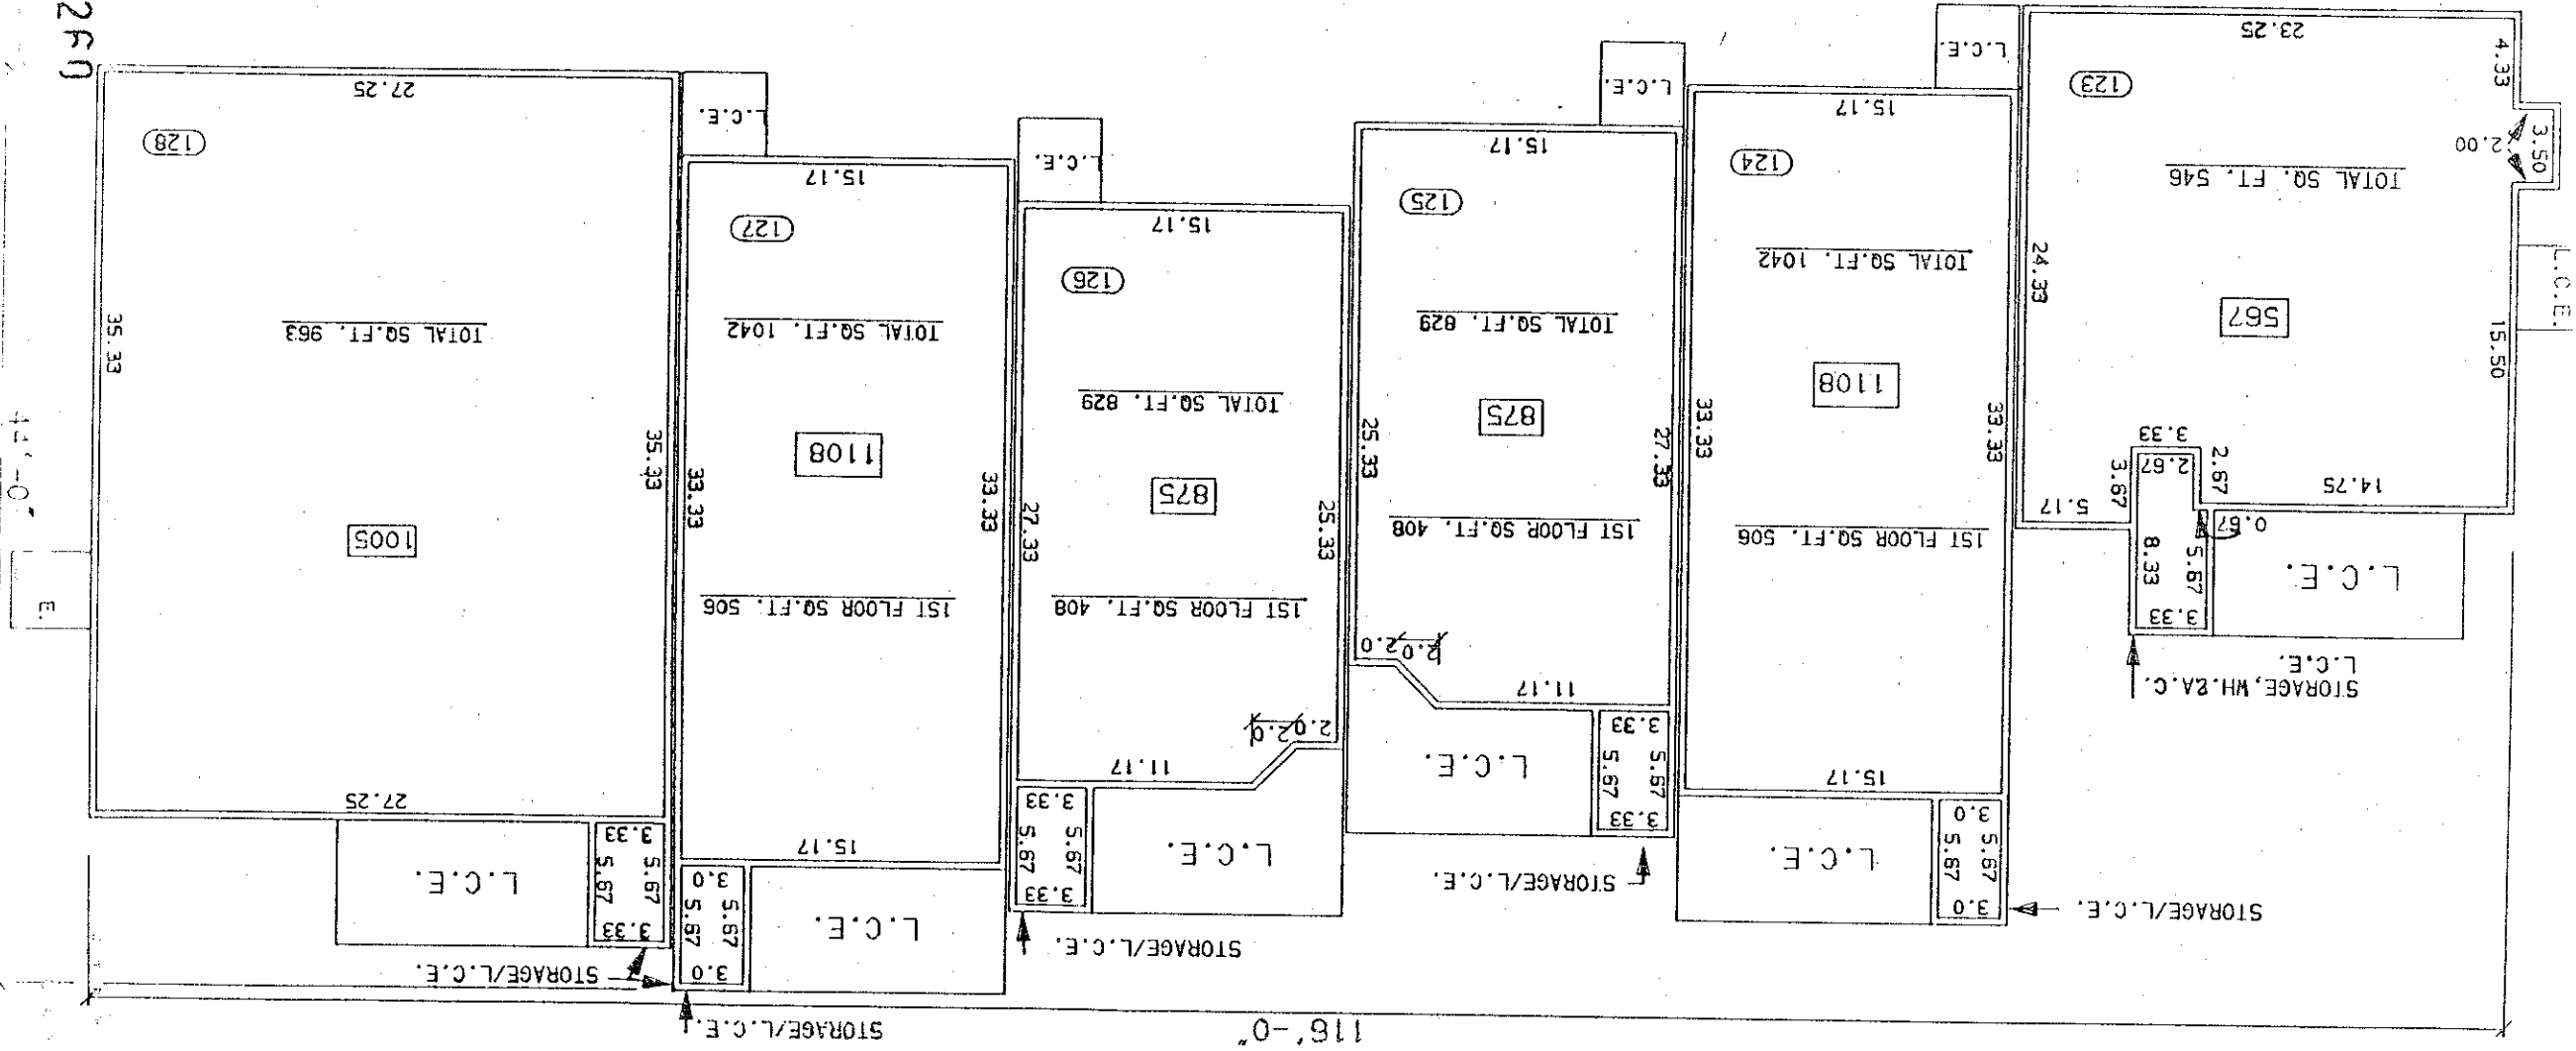 116'-0"
STORAGE/L.C.E.
STORAGE/L.C.E.
STORAGE/L.C.E.
STORAGE/L.C.E.
STORAGE/L.C.E.
STORAGE, WH.&A.C.
L.C.E.
L.C.E.
3.33
5.67
8.33
0.67
14.75
2.67
2.67
3.33
3.67
5.17
15.50
567
24.33
TOTAL SQ. FT. 546
3.50
2.00
4.33
123
23.25
L.C.E.
L.C.E.
3.0
5.67
5.67
3.0
L.C.E.
15.17
1ST FLOOR SQ.FT. 506
33.33
33.33
1108
TOTAL SQ.FT. 1042
124
15.17
L.C.E.
3.33
5.67
5.67
3.33
L.C.E.
11.17
2.0
2.0
1ST FLOOR SQ.FT. 408
27.33
25.33
875
TOTAL SQ.FT. 829
125
15.17
L.C.E.
L.C.E.
3.33
5.67
5.67
3.33
2.0
2.0
11.17
1ST FLOOR SQ.FT. 408
25.33
27.33
875
TOTAL SQ.FT. 829
126
15.17
L.C.E.
L.C.E.
3.0
5.67
5.67
3.0
15.17
1ST FLOOR SQ.FT. 506
33.33
33.33
1108
TOTAL SQ.FT. 1042
127
15.17
L.C.E.
3.33
5.67
5.67
3.33
L.C.E.
27.25
1005
35.33
35.33
TOTAL SQ.FT. 963
128
27.25
E.